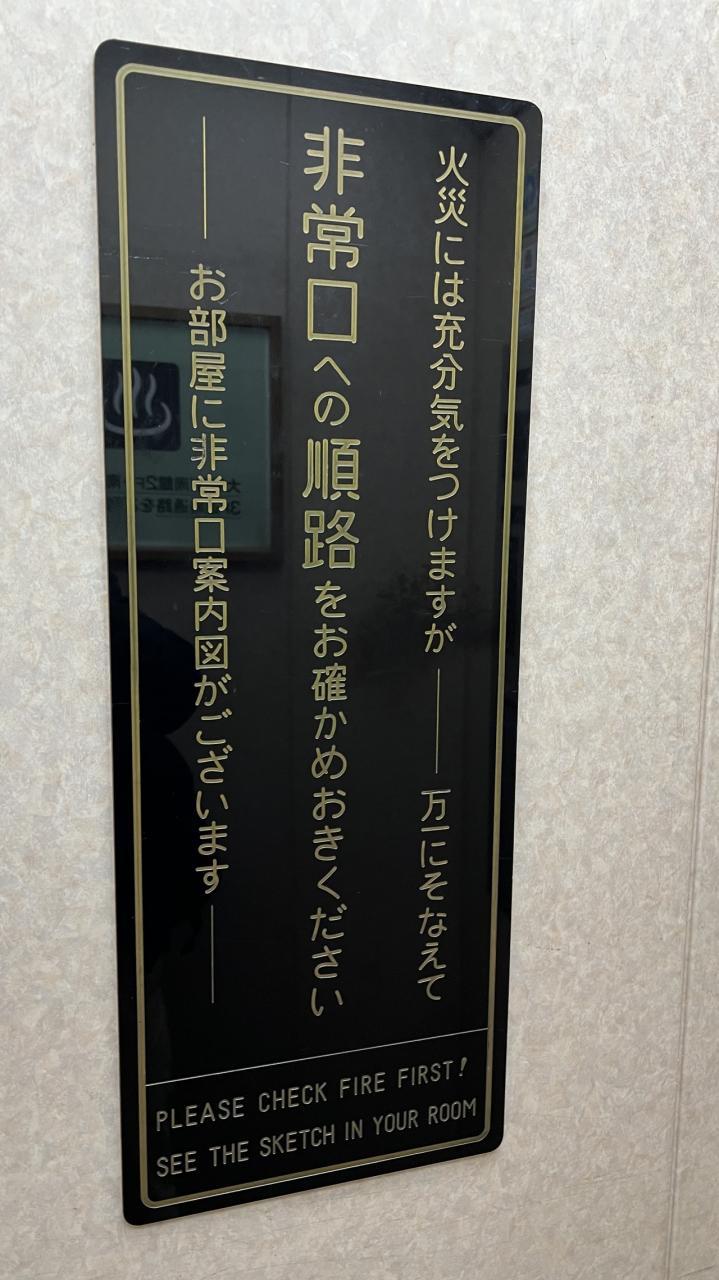 火災には充分気をつけますが ── 万一にそなえて
非常口への順路をお確かめおきください
── お部屋に非常口案内図がございます ──
PLEASE CHECK FIRE FIRST!
SEE THE SKETCH IN YOUR ROOM